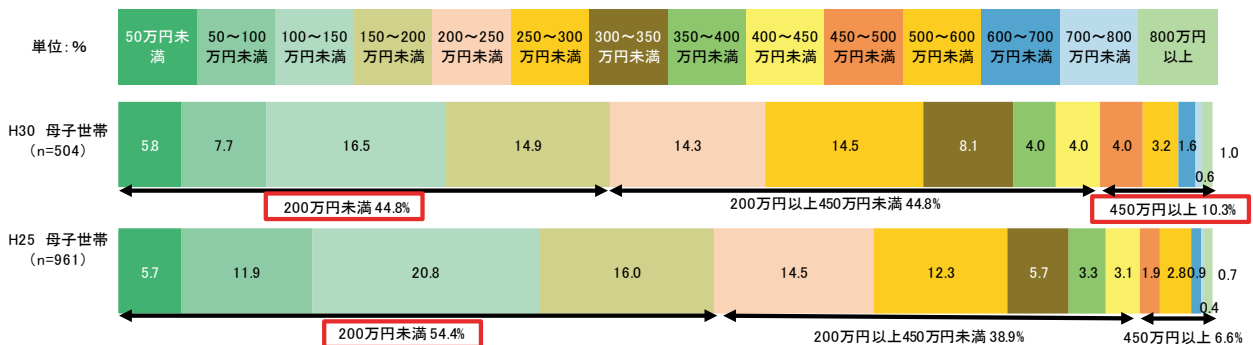 単位:%
50万円未満
50～100万円未満
100～150万円未満
150～200万円未満
200～250万円未満
250～300万円未満
300～350万円未満
350～400万円未満
400～450万円未満
450～500万円未満
500～600万円未満
600～700万円未満
700～800万円未満
800万円以上
H30 母子世帯
(n=504)
5.8 7.7 16.5 14.9 14.3 14.5 8.1 4.0 4.0 4.0 3.2 1.6 0.6 1.0
200万円未満 44.8% 200万円以上450万円未満 44.8% 450万円以上 10.3%
H25 母子世帯
(n=961)
5.7 11.9 20.8 16.0 14.5 12.3 5.7 3.3 3.1 1.9 2.8 0.9 0.4 0.7
200万円未満 54.4% 200万円以上450万円未満 38.9% 450万円以上 6.6%